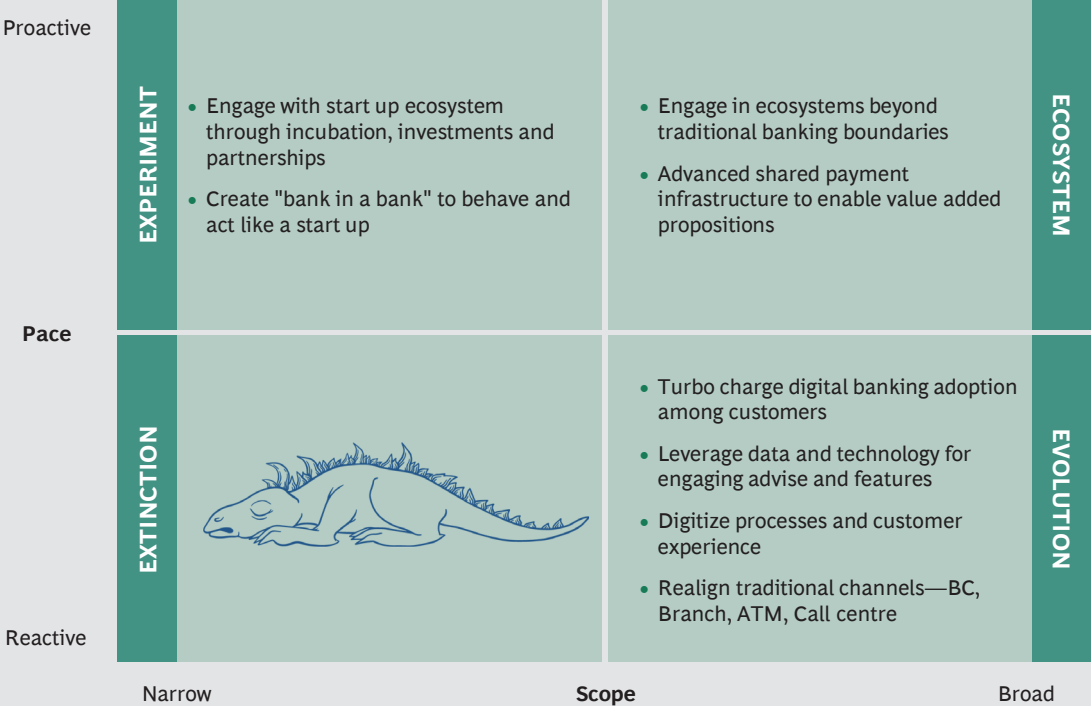 Proactive
EXPERIMENT
• Engage with start up ecosystem
through incubation, investments and
partnerships
• Create "bank in a bank" to behave and
act like a start up
• Engage in ecosystems beyond
traditional banking boundaries
• Advanced shared payment
infrastructure to enable value added
propositions
ECOSYSTEM
Pace
EXTINCTION
• Turbo charge digital banking adoption
among customers
• Leverage data and technology for
engaging advise and features
• Digitize processes and customer
experience
• Realign traditional channels—BC,
Branch, ATM, Call centre
EVOLUTION
Reactive
Narrow
Scope
Broad